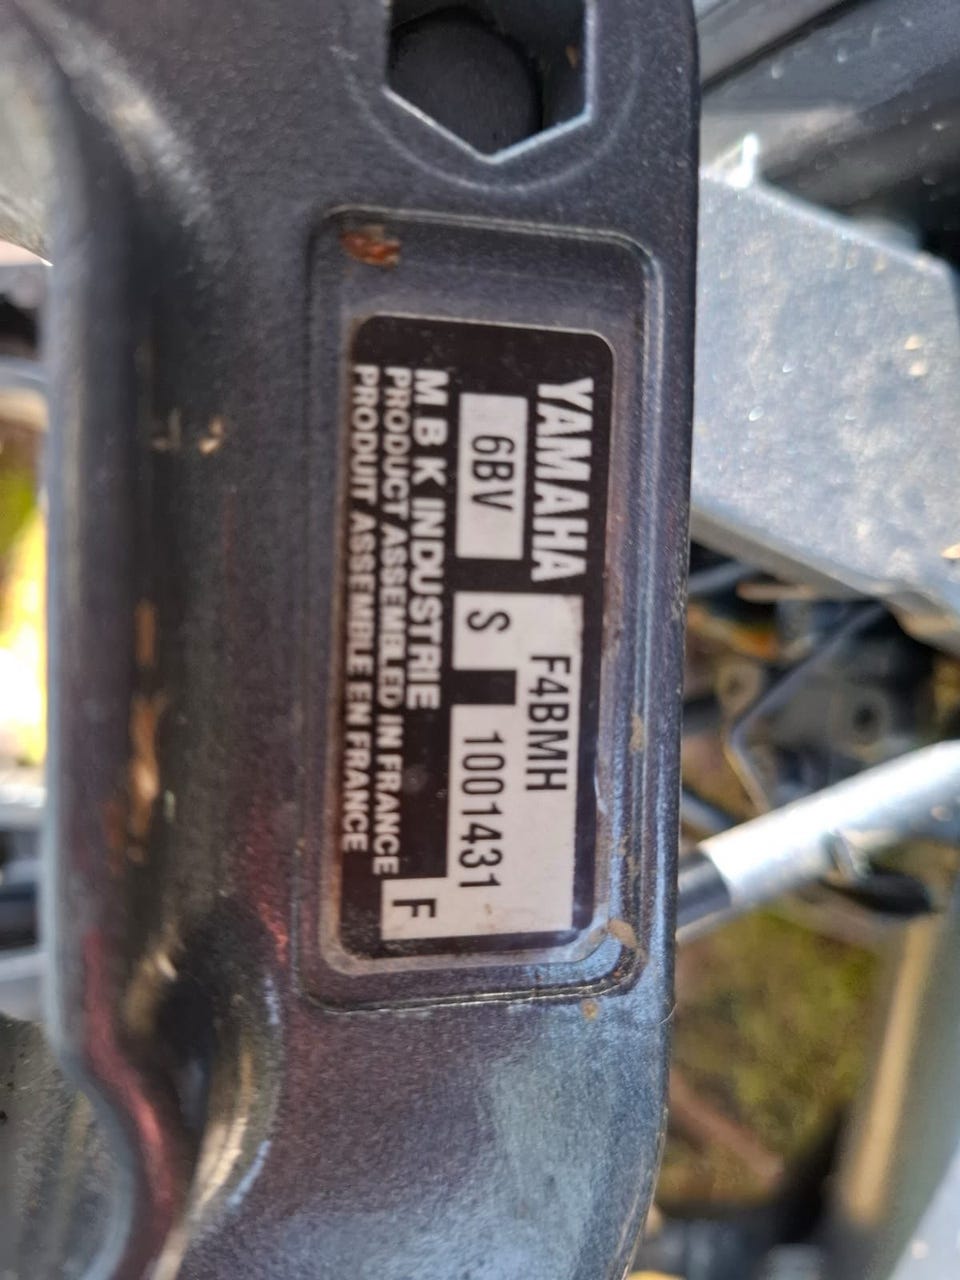 YAMAHA F4BMH
6BV S 1001431
M B K INDUSTRIE F
PRODUCT ASSEMBLED IN FRANCE
PRODUIT ASSEMBLE EN FRANCE